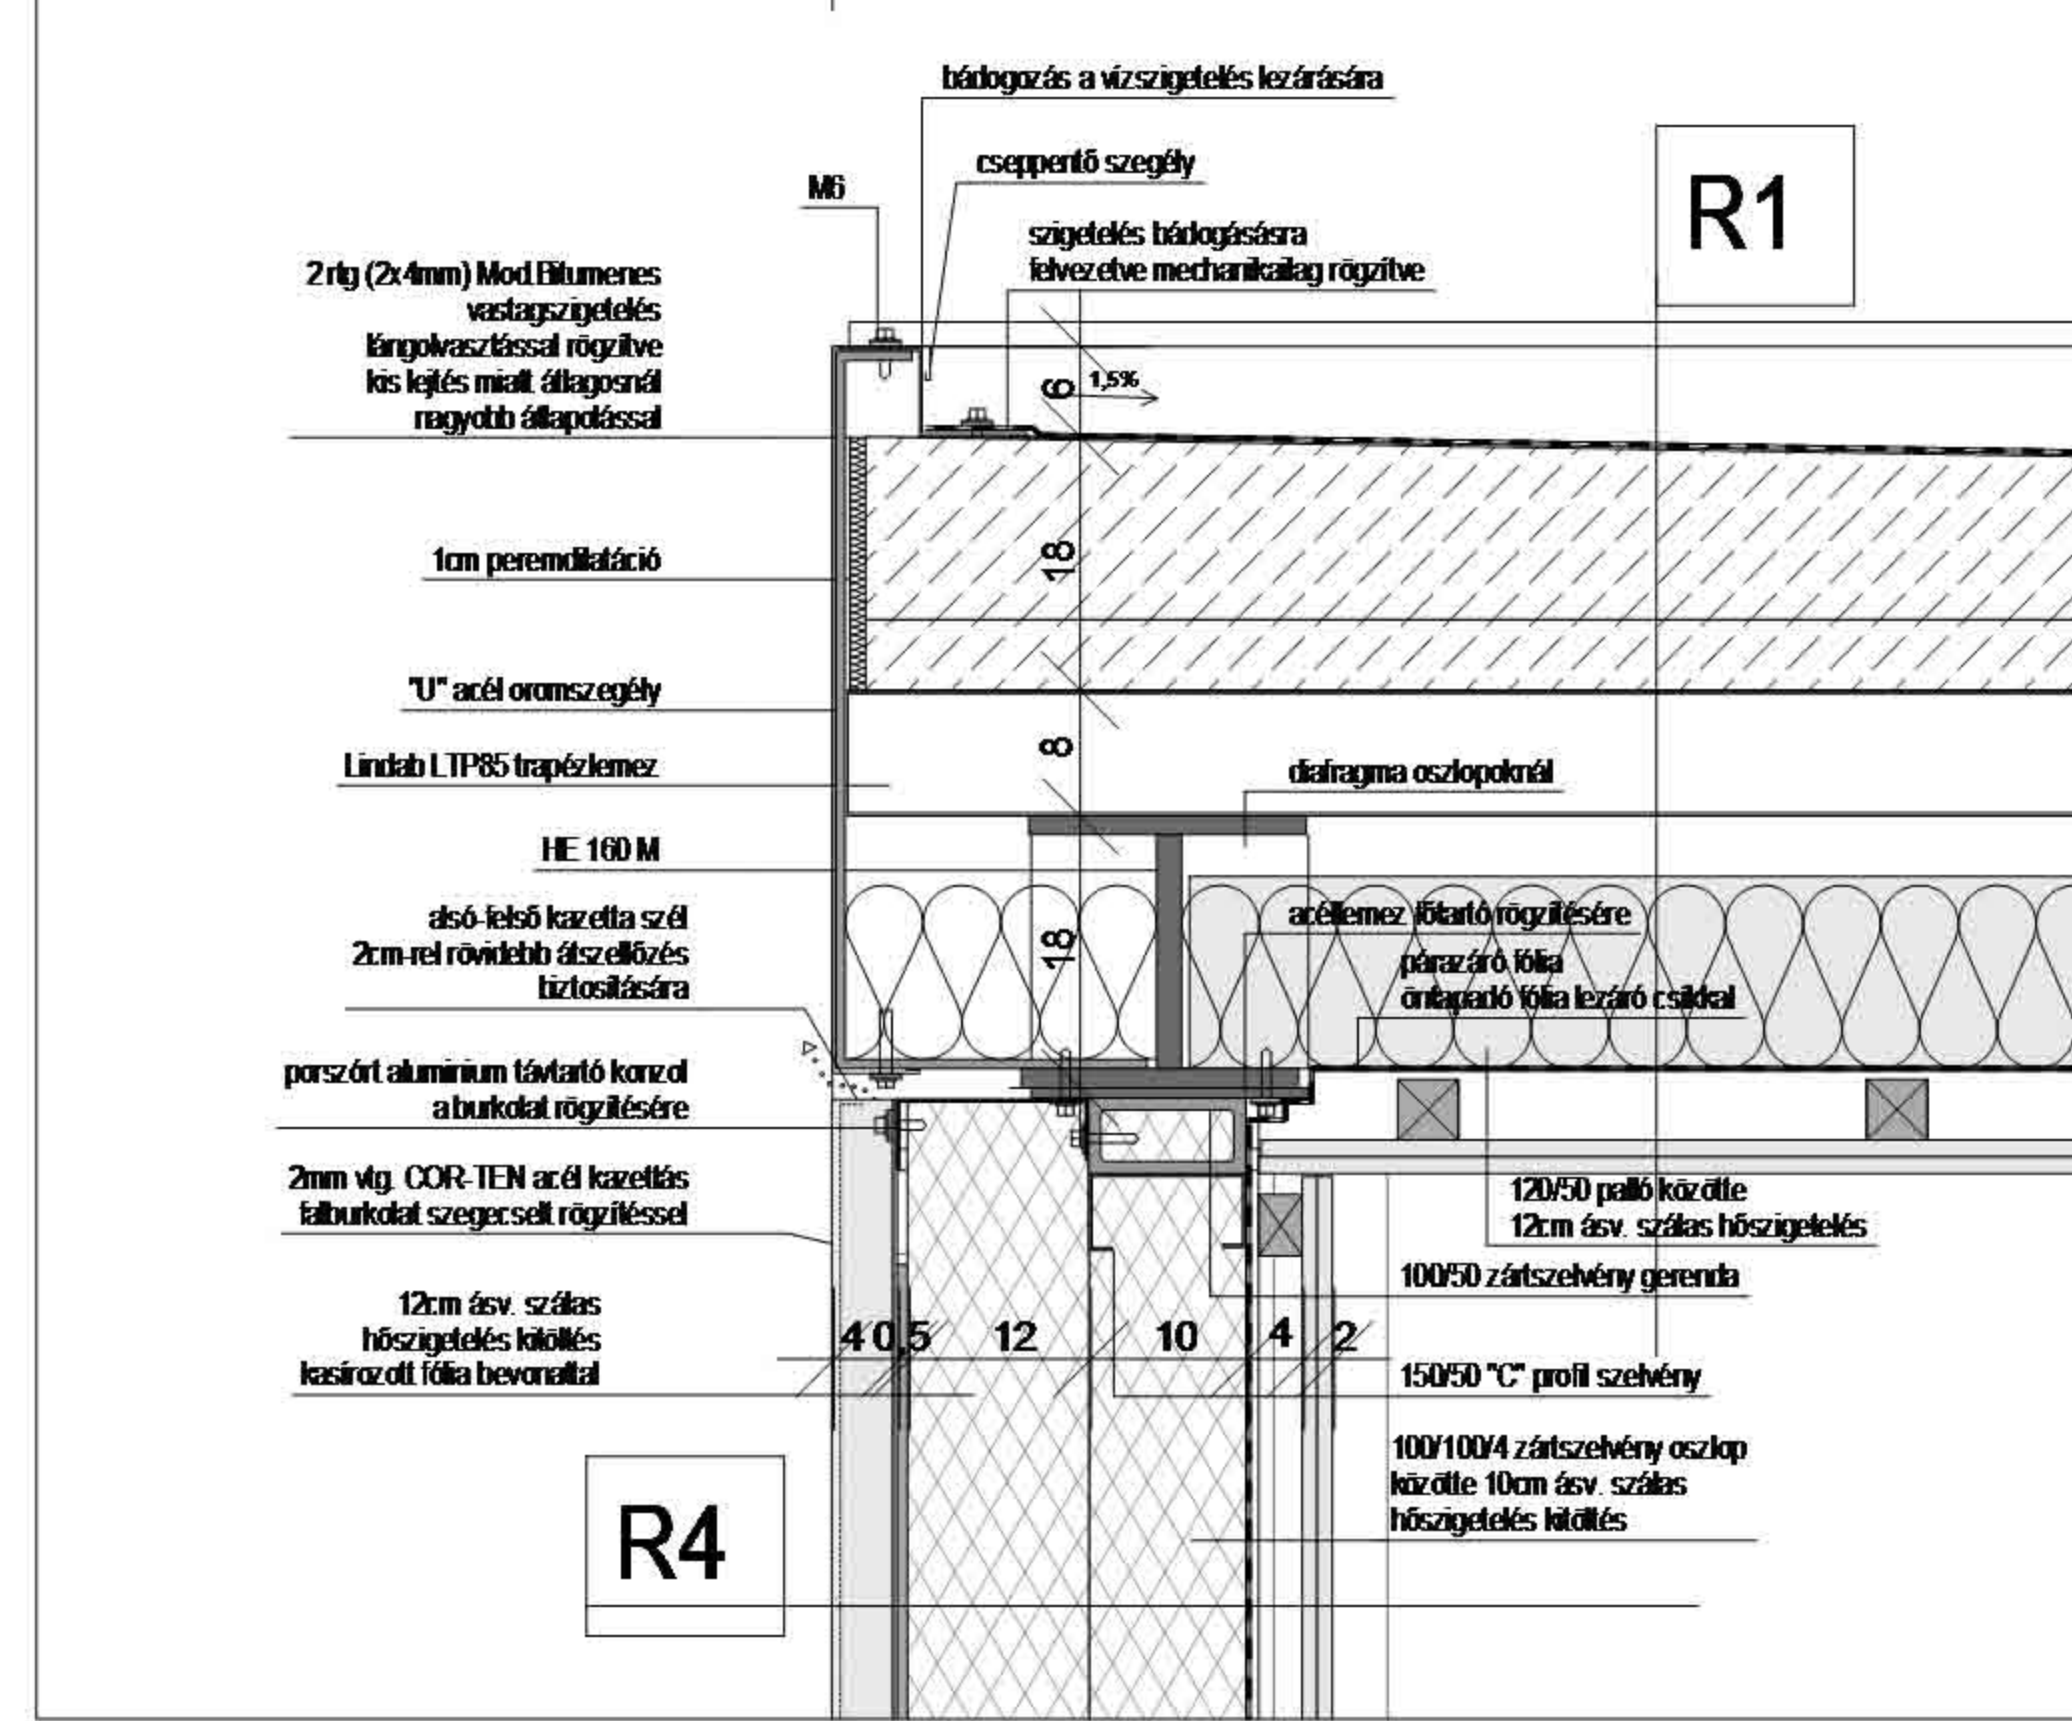 bádogozás a vízszigetelés lezárására
cseppentő szegély
M6
szigetelés bádogásásra
felvezetve mechanikailag rögzítve
R1
2 rtg (2x4mm) Mod.Bitumenes
vastagszigetelés
lángolvasztással rögzítve
kis lejtés miatt átlagosnál
nagyobb átlapolással
6
1,5%
1cm peremdilatáció
18
"U" acél oromszegély
Lindab LTP85 trapézlemez
8
diafragma oszlopoknál
HE 160 M
alsó-felső kazetta szél
2cm-rel rövidebb átszellőzés
biztosítására
18
acéllemez főtartó rögzítésére
párazáró fólia
öntapadó fólia lezáró csíkkal
porszórt aluminium távtartó konzol
a burkolat rögzítésére
2mm vtg. COR-TEN acél kazettás
falburkolat szegecselt rögzítéssel
120/50 palló közötte
12cm ásv. szálas hőszigetelés
100/50 zártszelvény gerenda
12cm ásv. szálas
hőszigetelés kitöltés
kasírozott fólia bevonattal
4 0,5 12 10 4 2
150/50 "C" profil szelvény
100/100/4 zártszelvény oszlop
közötte 10cm ásv. szálas
hőszigetelés kitöltés
R4